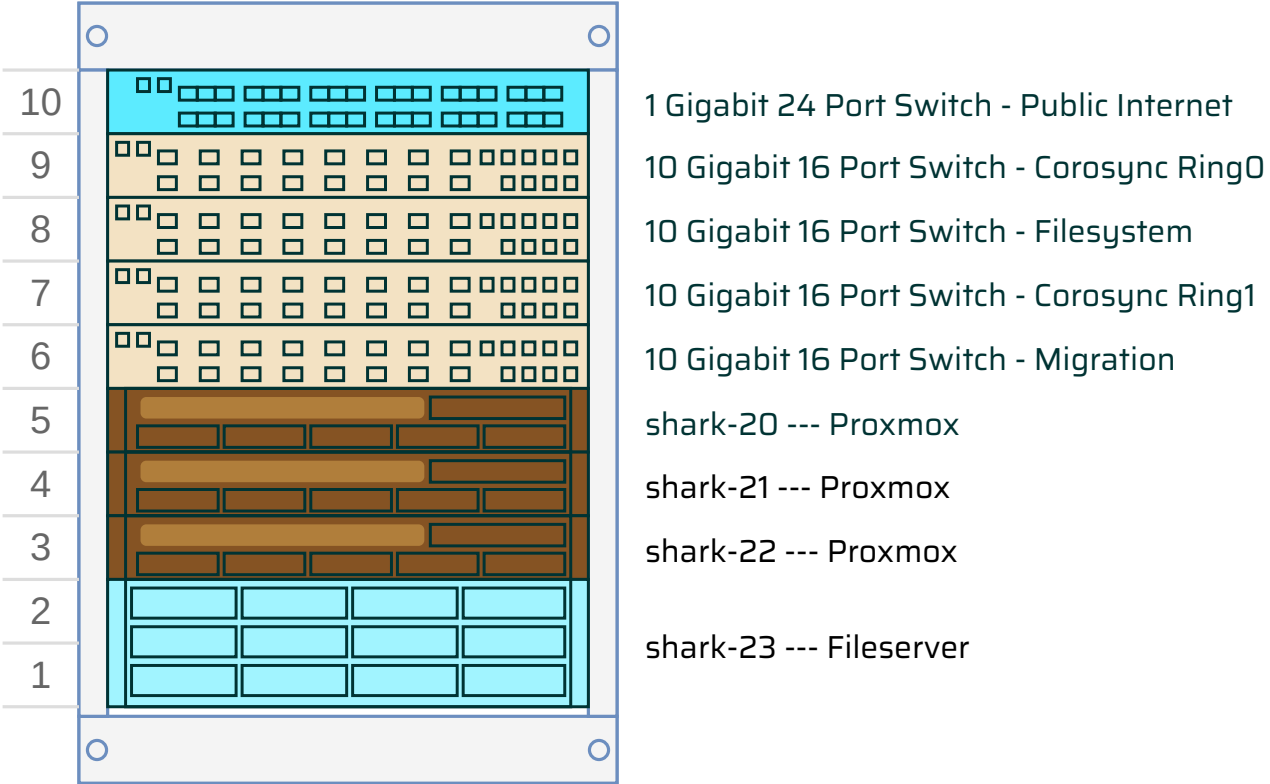 10 1 Gigabit 24 Port Switch - Public Internet
9 10 Gigabit 16 Port Switch - Corosync Ring0
8 10 Gigabit 16 Port Switch - Filesystem
7 10 Gigabit 16 Port Switch - Corosync Ring1
6 10 Gigabit 16 Port Switch - Migration
5 shark-20 --- Proxmox
4 shark-21 --- Proxmox
3 shark-22 --- Proxmox
2
shark-23 --- Fileserver
1